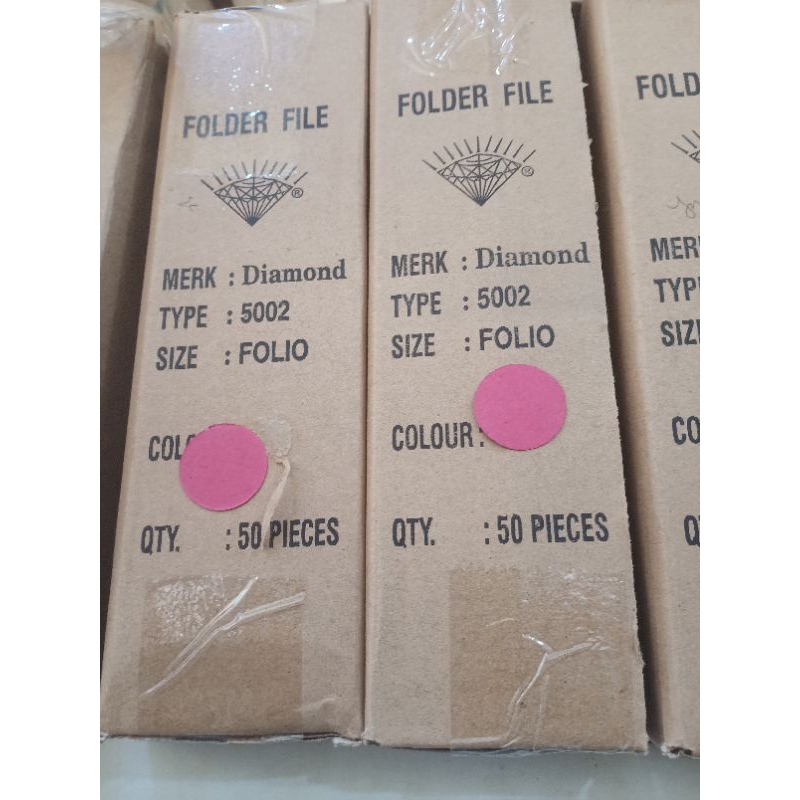 FOLDER FILE
®
MERK : Diamond
TYPE : 5002
SIZE : FOLIO
QTY. : 50 PIECES
FOLDER FILE
®
MERK : Diamond
TYPE : 5002
SIZE : FOLIO
COLOUR :
QTY. : 50 PIECES